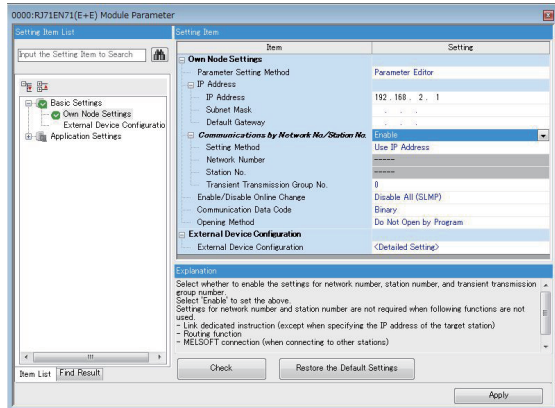 0000:RJ71EN71(E+E) Module Parameter
Setting Item List
Setting Item
Input the Setting Item to Search
Item
Setting
Own Node Settings
Parameter Setting Method
Parameter Editor
IP Address
IP Address
192 . 168 . 2 . 1
Subnet Mask
. . .
Default Gateway
. . .
Communications by Network No./Station No.
Enable
Setting Method
Use IP Address
Network Number
-----
Station No.
-----
Transient Transmission Group No.
0
Enable/Disable Online Change
Disable All (SLMP)
Communication Data Code
Binary
Opening Method
Do Not Open by Program
External Device Configuration
External Device Configuration
<Detailed Setting>
Basic Settings
Own Node Settings
External Device Configuratio
Application Settings
Explanation
Select whether to enable the settings for network number, station number, and transient transmission
group number.
Select 'Enable' to set the above.
Settings for network number and station number are not required when following functions are not
used.
- Link dedicated instruction (except when specifying the IP address of the target station)
- Routing function
- MELSOFT connection (when connecting to other stations)
Item List
Find Result
Check
Restore the Default Settings
Apply